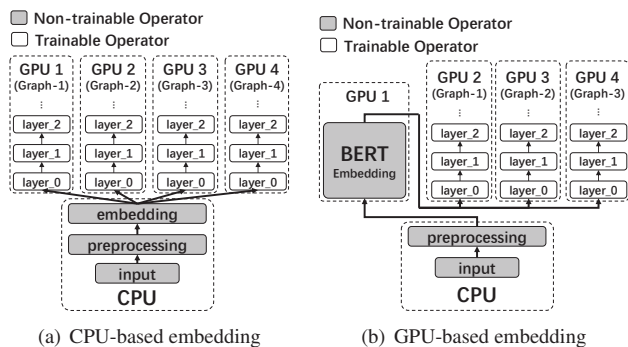 Non-trainable Operator
Trainable Operator
GPU 1 GPU 2 GPU 3 GPU 4
(Graph-1) (Graph-2) (Graph-3) (Graph-4)
... ... ... ...
layer_2 layer_2 layer_2 layer_2
layer_1 layer_1 layer_1 layer_1
layer_0 layer_0 layer_0 layer_0
embedding
preprocessing
input
CPU
(a) CPU-based embedding
Non-trainable Operator
Trainable Operator
GPU 2 GPU 3 GPU 4
(Graph-1) (Graph-2) (Graph-3)
GPU 1
... ... ...
layer_2 layer_2 layer_2
BERT
Embedding
layer_1 layer_1 layer_1
layer_0 layer_0 layer_0
preprocessing
input
CPU
(b) GPU-based embedding